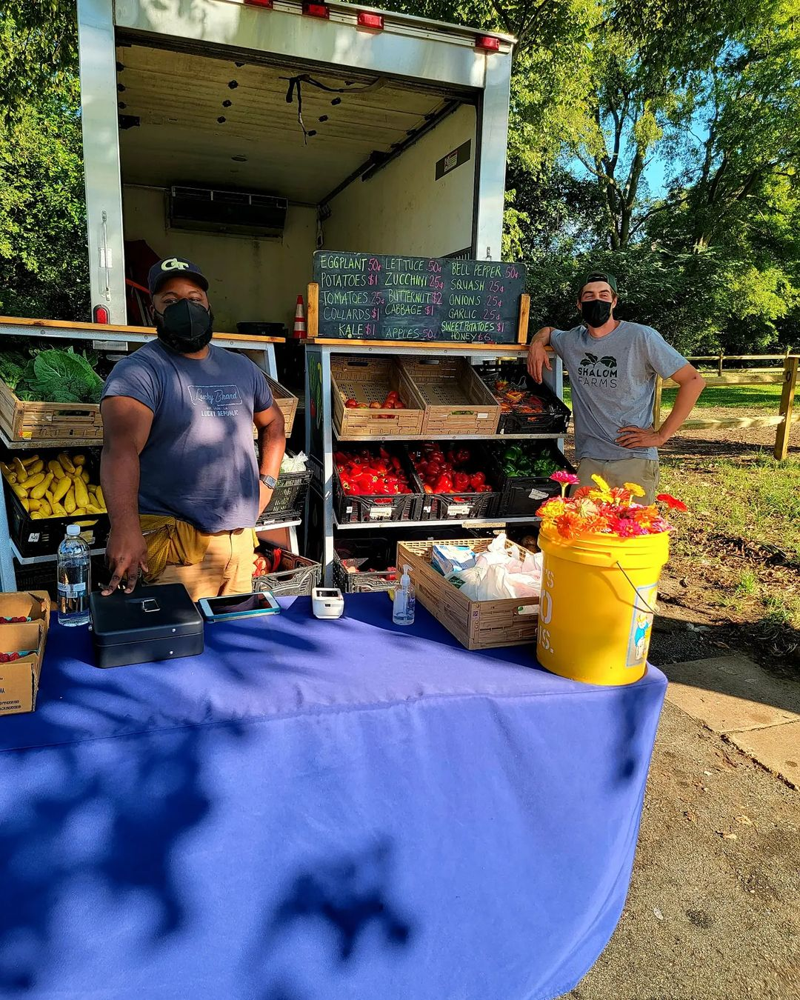 EGGPLANT 50¢
POTATOES $1
TOMATOES 25¢
COLLARDS $1
KALE $1
LETTUCE 50¢
ZUCCHINI 25¢
BUTTERNUT $2
CABBAGE $1
APPLES 50¢
BELL PEPPER 50¢
SQUASH 25¢
ONIONS 25¢
GARLIC 25¢
SWEET POTATOES $1
HONEY $6
GT
Lucky Brand
LUCKY REPUBLIC
SHALOM
FARMS